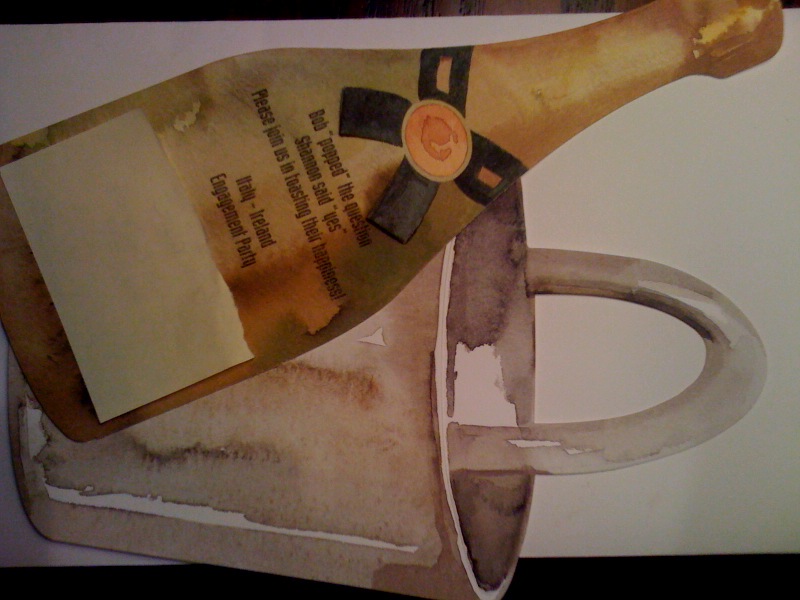 Bob "popped" the question
Shannon said "yes"
Please join us in toasting their happiness!
Italy - Ireland
Engagement Party